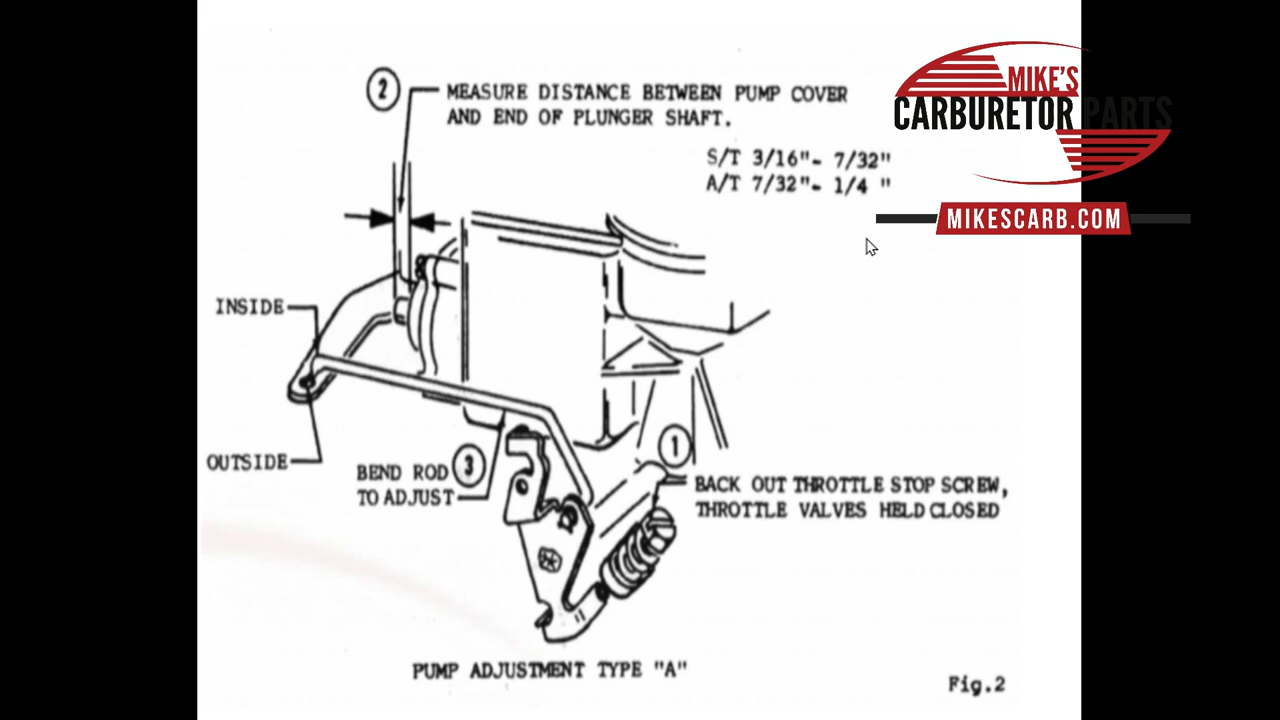 2
MEASURE DISTANCE BETWEEN PUMP COVER
AND END OF PLUNGER SHAFT.
S/T 3/16"- 7/32"
A/T 7/32"- 1/4 "
MIKE'S
CARBURETOR PARTS
MIKESCARB.COM
INSIDE
OUTSIDE
BEND ROD
TO ADJUST
3
1
BACK OUT THROTTLE STOP SCREW,
THROTTLE VALVES HELD CLOSED
PUMP ADJUSTMENT TYPE "A"
Fig.2